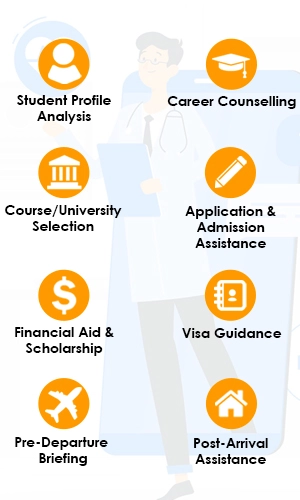 Student Profile
Analysis
Career Counselling
Course/University
Selection
Application &
Admission
Assistance
Financial Aid &
Scholarship
Visa Guidance
Pre-Departure
Briefing
Post-Arrival
Assistance